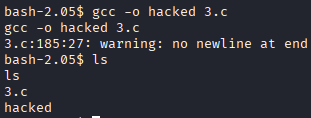 bash-2.05$ gcc -o hacked 3.c
gcc -o hacked 3.c
3.c:185:27: warning: no newline at end
bash-2.05$ ls
ls
3.c
hacked